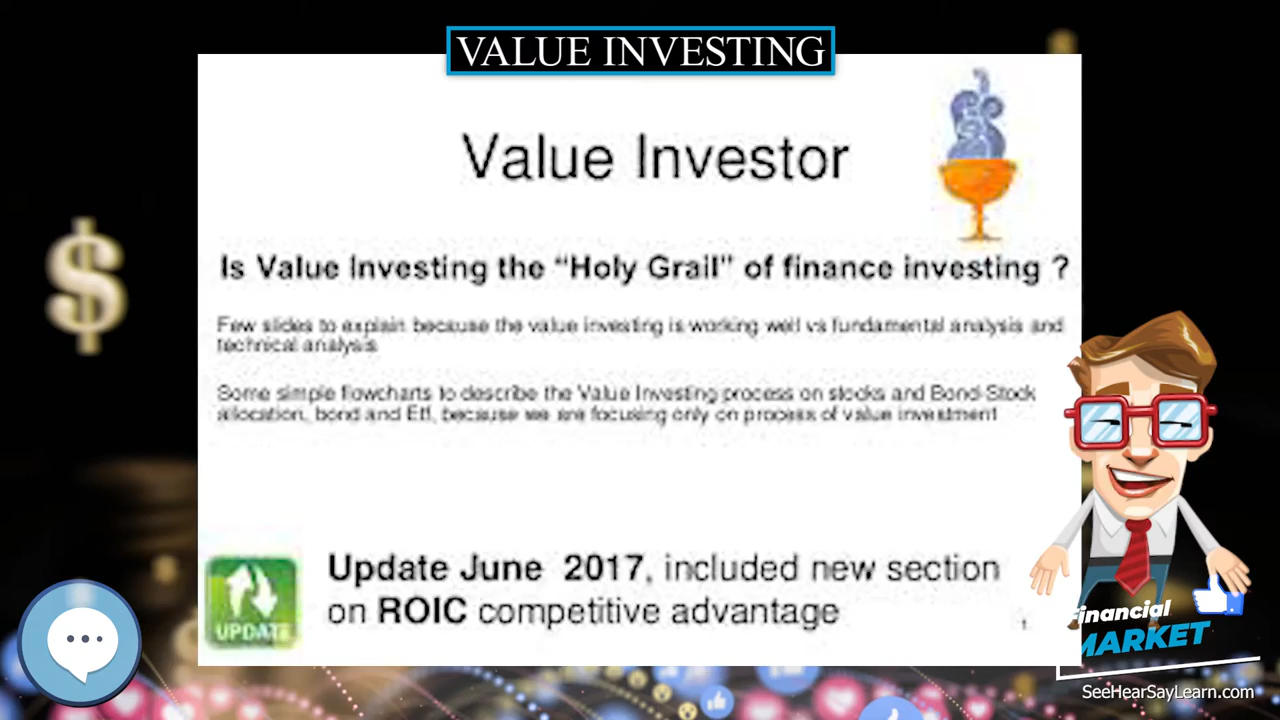 VALUE INVESTING
Value Investor
Is Value Investing the “Holy Grail” of finance investing ?
Few slides to explain because the value investing is working well vs fundamental analysis and
technical analysis
Some simple flowcharts to describe the Value Investing process on stocks and Bond-Stock
allocation, bond and Etf, because we are focusing only on process of value investment
UPDATE
Update June 2017, included new section
on ROIC competitive advantage
1
Financial
MARKET
SeeHearSayLearn.com